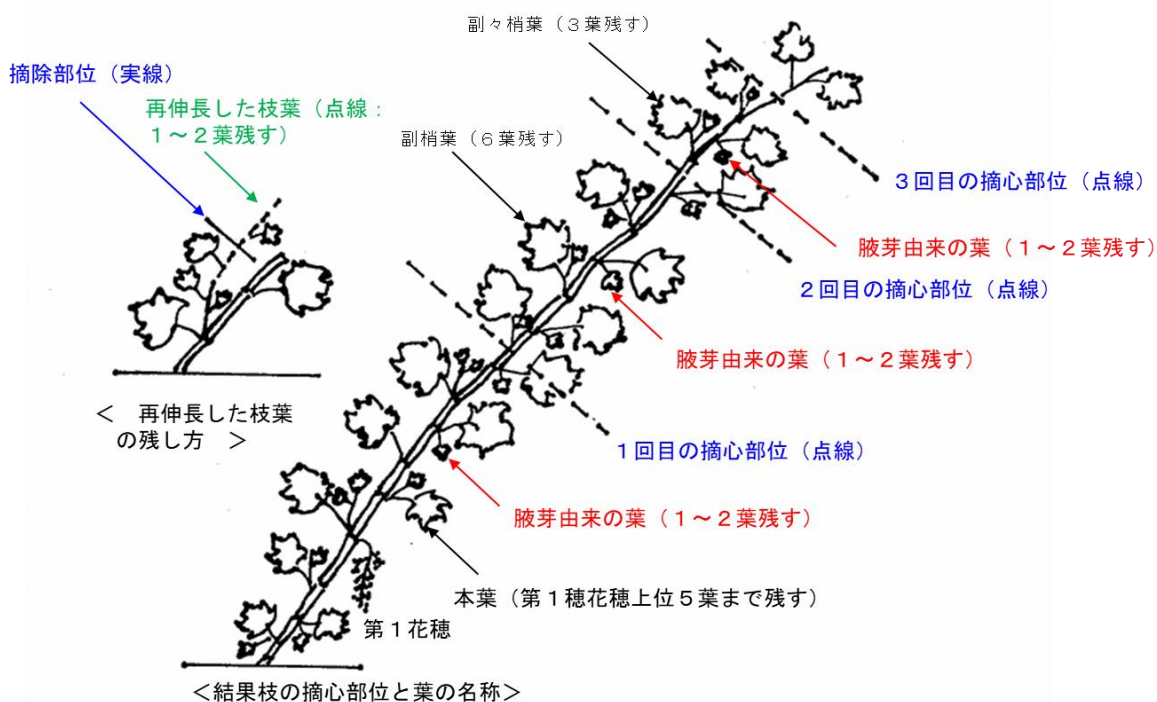 副々梢葉（３葉残す）
摘除部位（実線）
再伸長した枝葉（点線：
１～２葉残す）
副梢葉（６葉残す）
３回目の摘心部位（点線）
腋芽由来の葉（１～２葉残す）
２回目の摘心部位（点線）
腋芽由来の葉（１～２葉残す）
＜　再伸長した枝葉
の残し方　＞
１回目の摘心部位（点線）
腋芽由来の葉（１～２葉残す）
本葉（第１穂花穂上位５葉まで残す）
第１花穂
＜結果枝の摘心部位と葉の名称＞